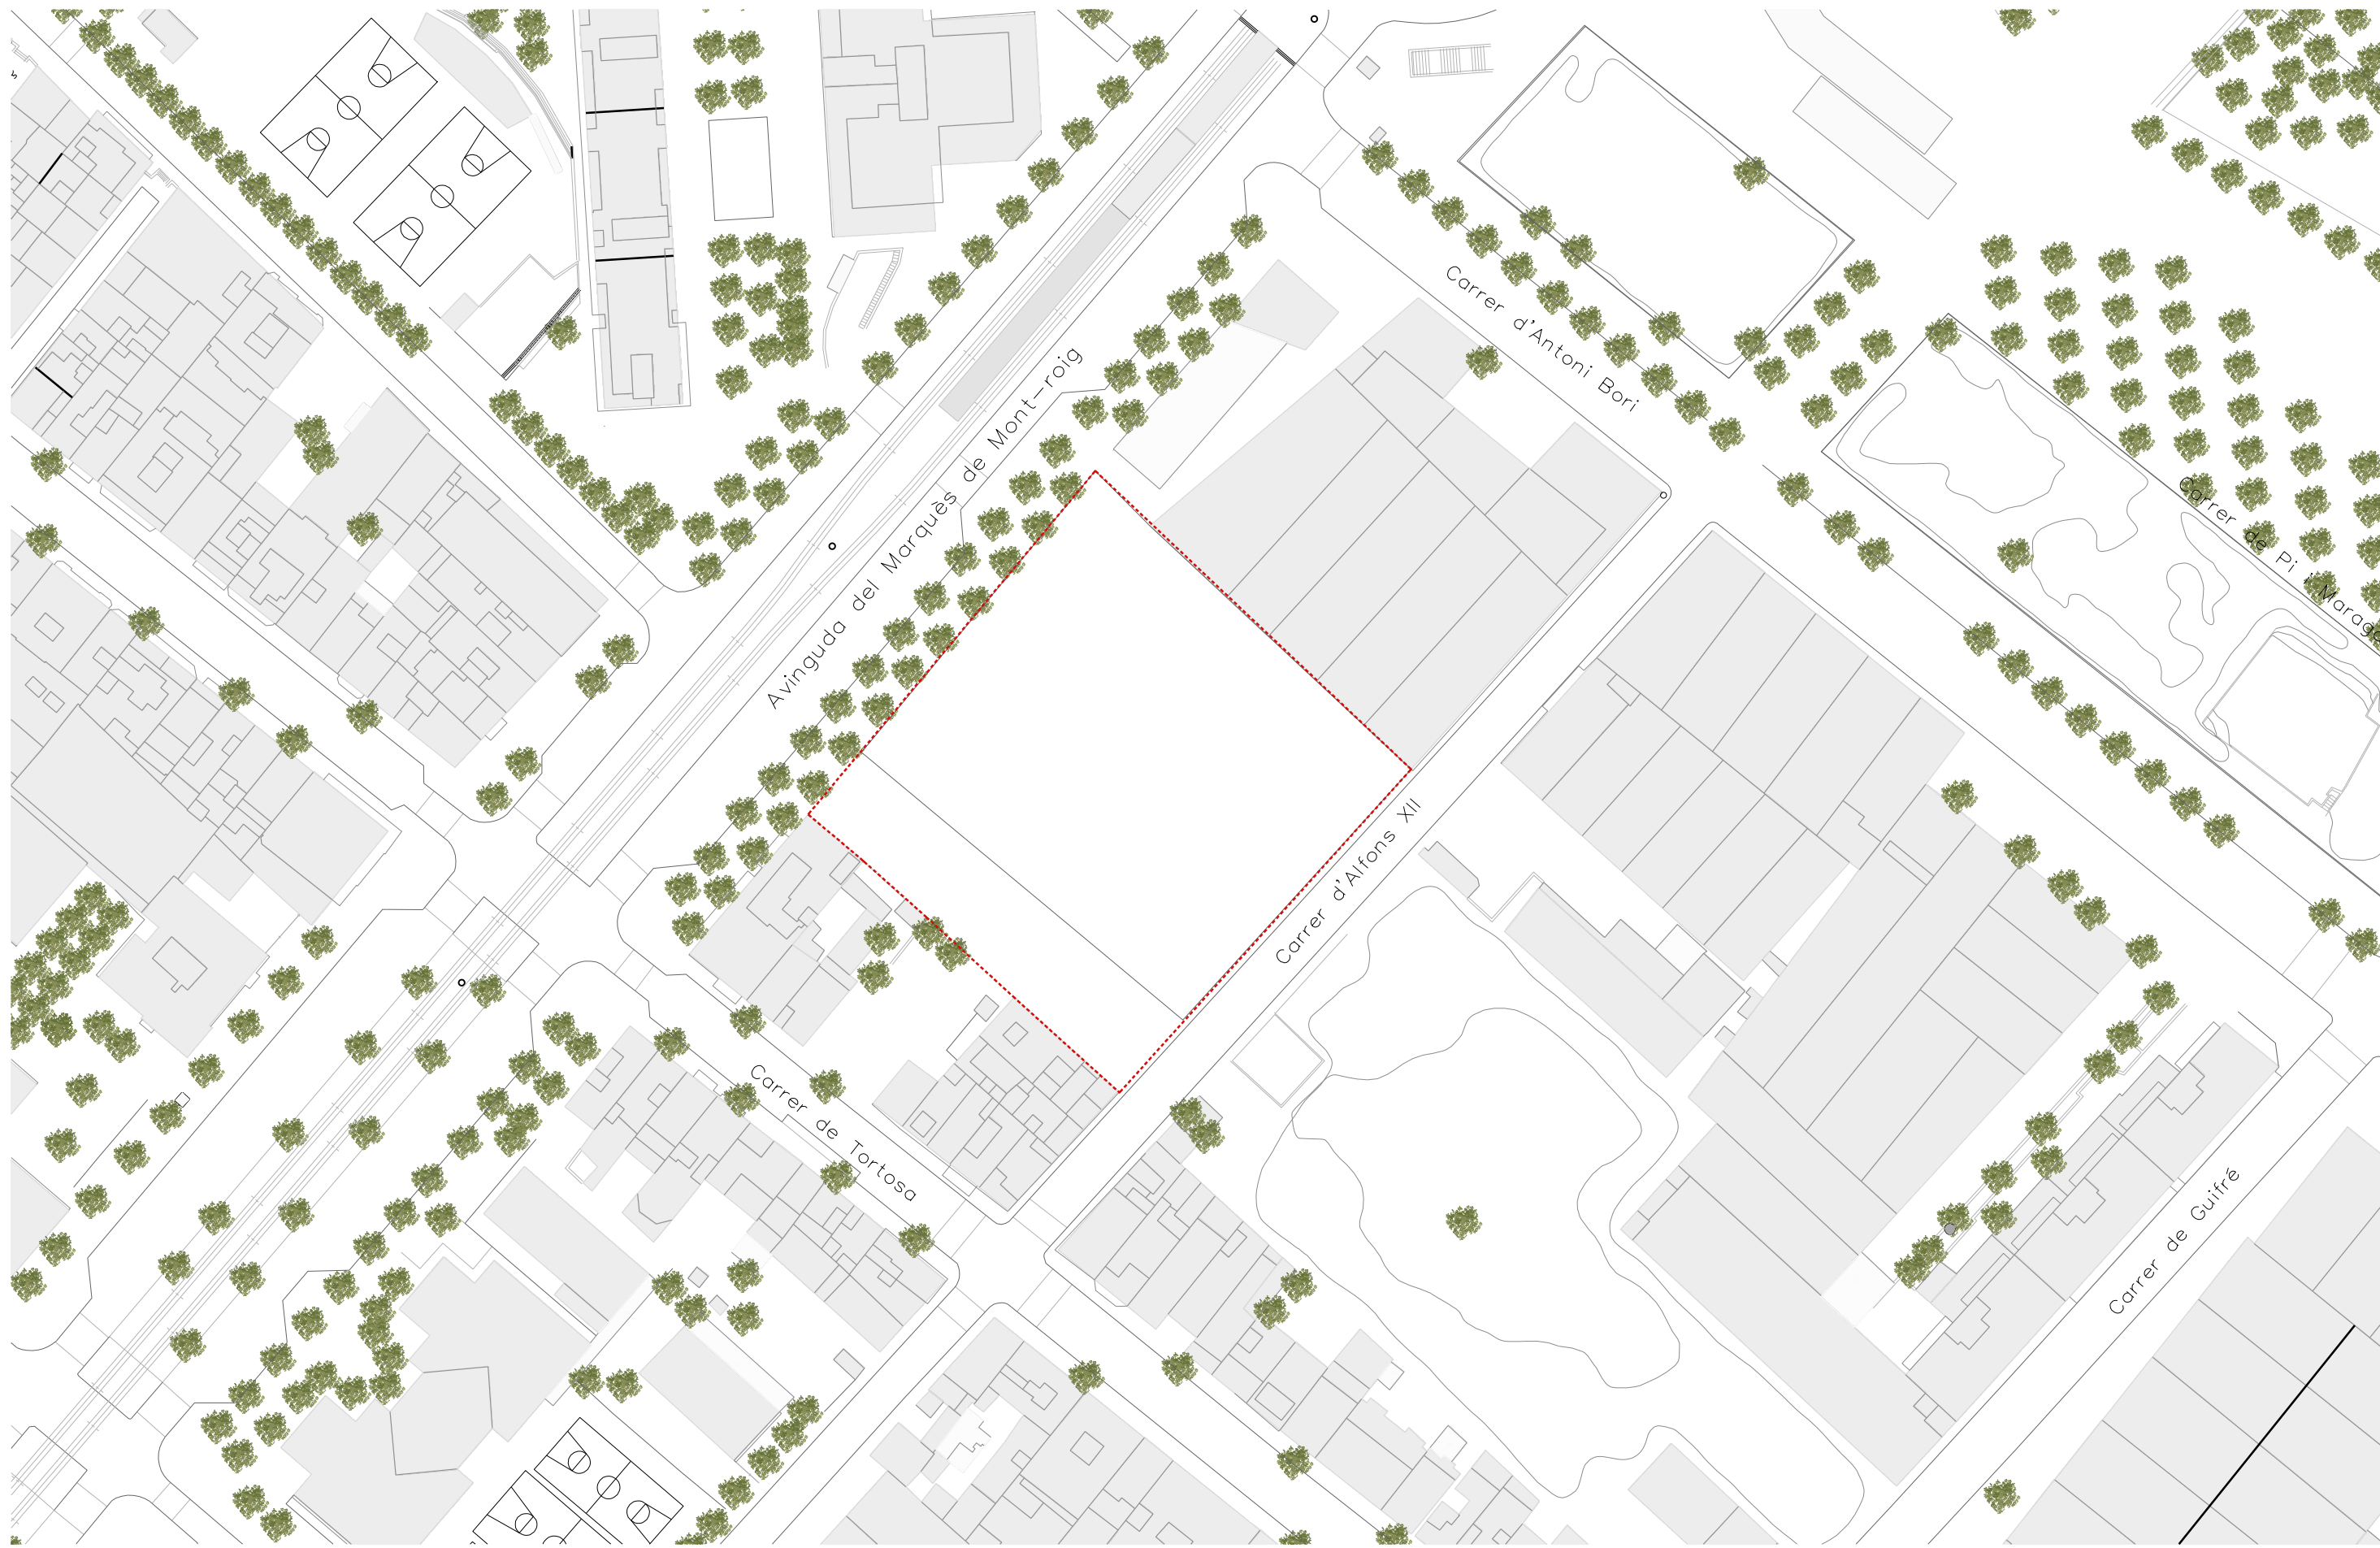 Carrer d'Antoni Bori
Avinguda del Marquès de Mont-roig
Carrer de Pi i Marag
Carrer d'Alfons XII
Carrer de Tortosa
Carrer de Guifré